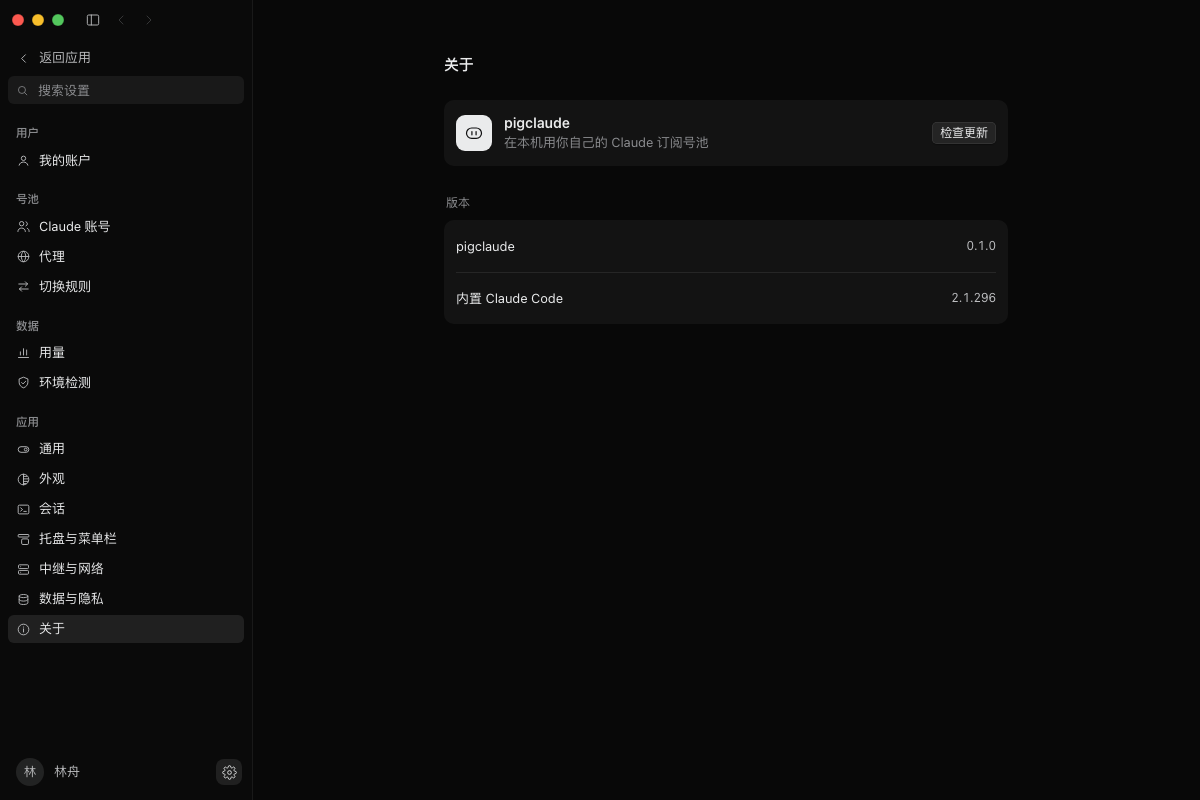 返回应用
搜索设置
用户
我的账户
号池
Claude 账号
代理
切换规则
数据
用量
环境检测
应用
通用
外观
会话
托盘与菜单栏
中继与网络
数据与隐私
关于
林 林舟
关于
pigclaude
在本机用你自己的 Claude 订阅号池
检查更新
版本
pigclaude 0.1.0
内置 Claude Code 2.1.296